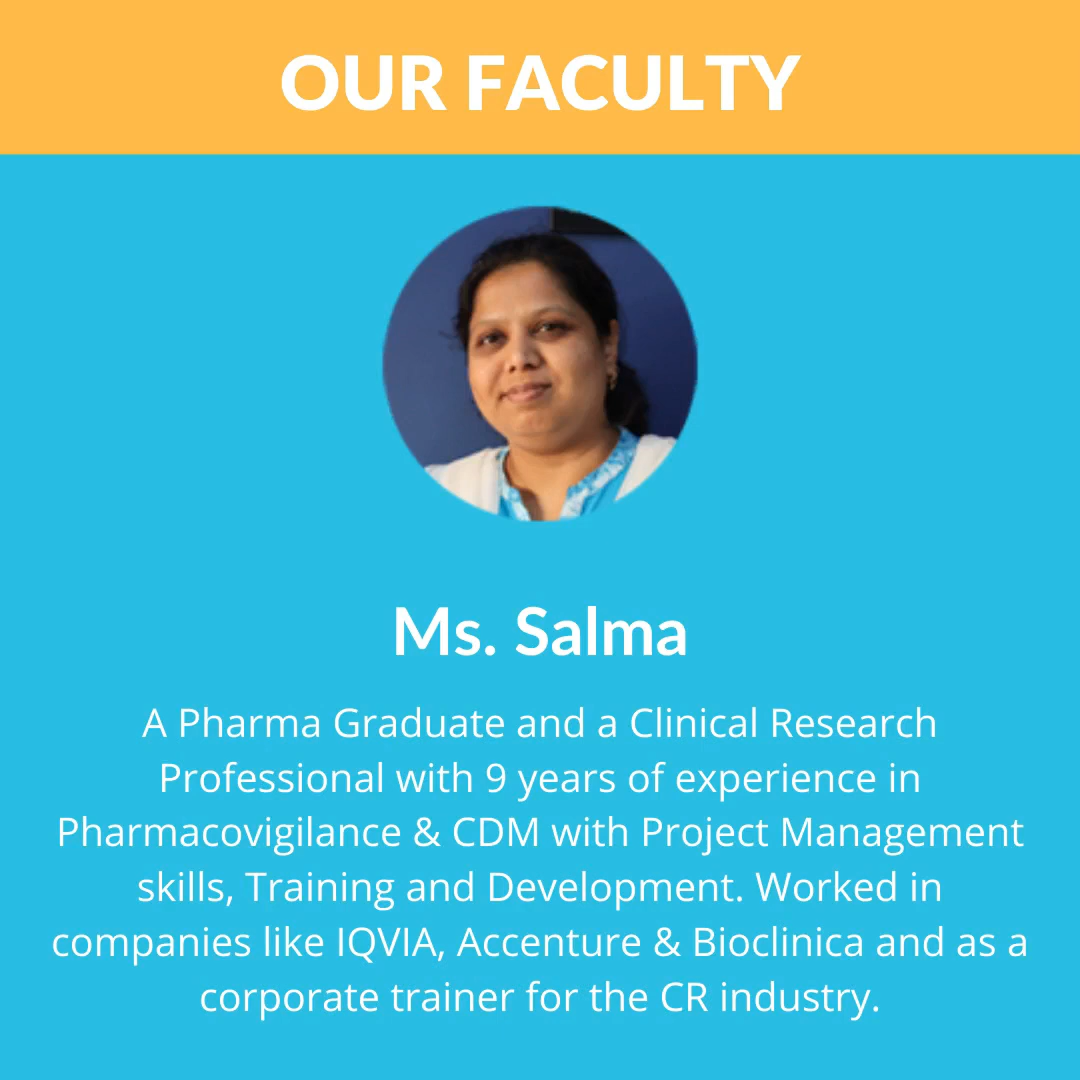 OUR FACULTY
Ms. Salma
A Pharma Graduate and a Clinical Research
Professional with 9 years of experience in
Pharmacovigilance & CDM with Project Management
skills, Training and Development. Worked in
companies like IQVIA, Accenture & Bioclinica and as a
corporate trainer for the CR industry.